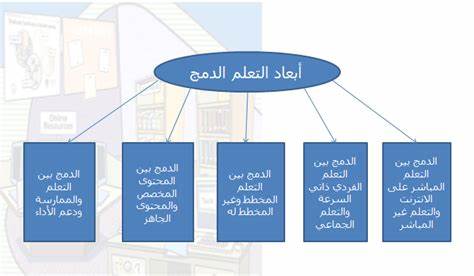 أبعاد التعلم الدمج
الدمج بين
التعلم
المباشر على
الانترنت
والتعلم غير
المباشر
الدمج بين
التعلم
الفردي ذاتي
السرعة
والتعلم
الجماعي
الدمج بين
التعلم
المخطط وغير
المخطط له
الدمج بين
المحتوى
المخصص
والمحتوى
الجاهز
الدمج بين
التعلم
والممارسة
ودعم الأداء
Online
Resources